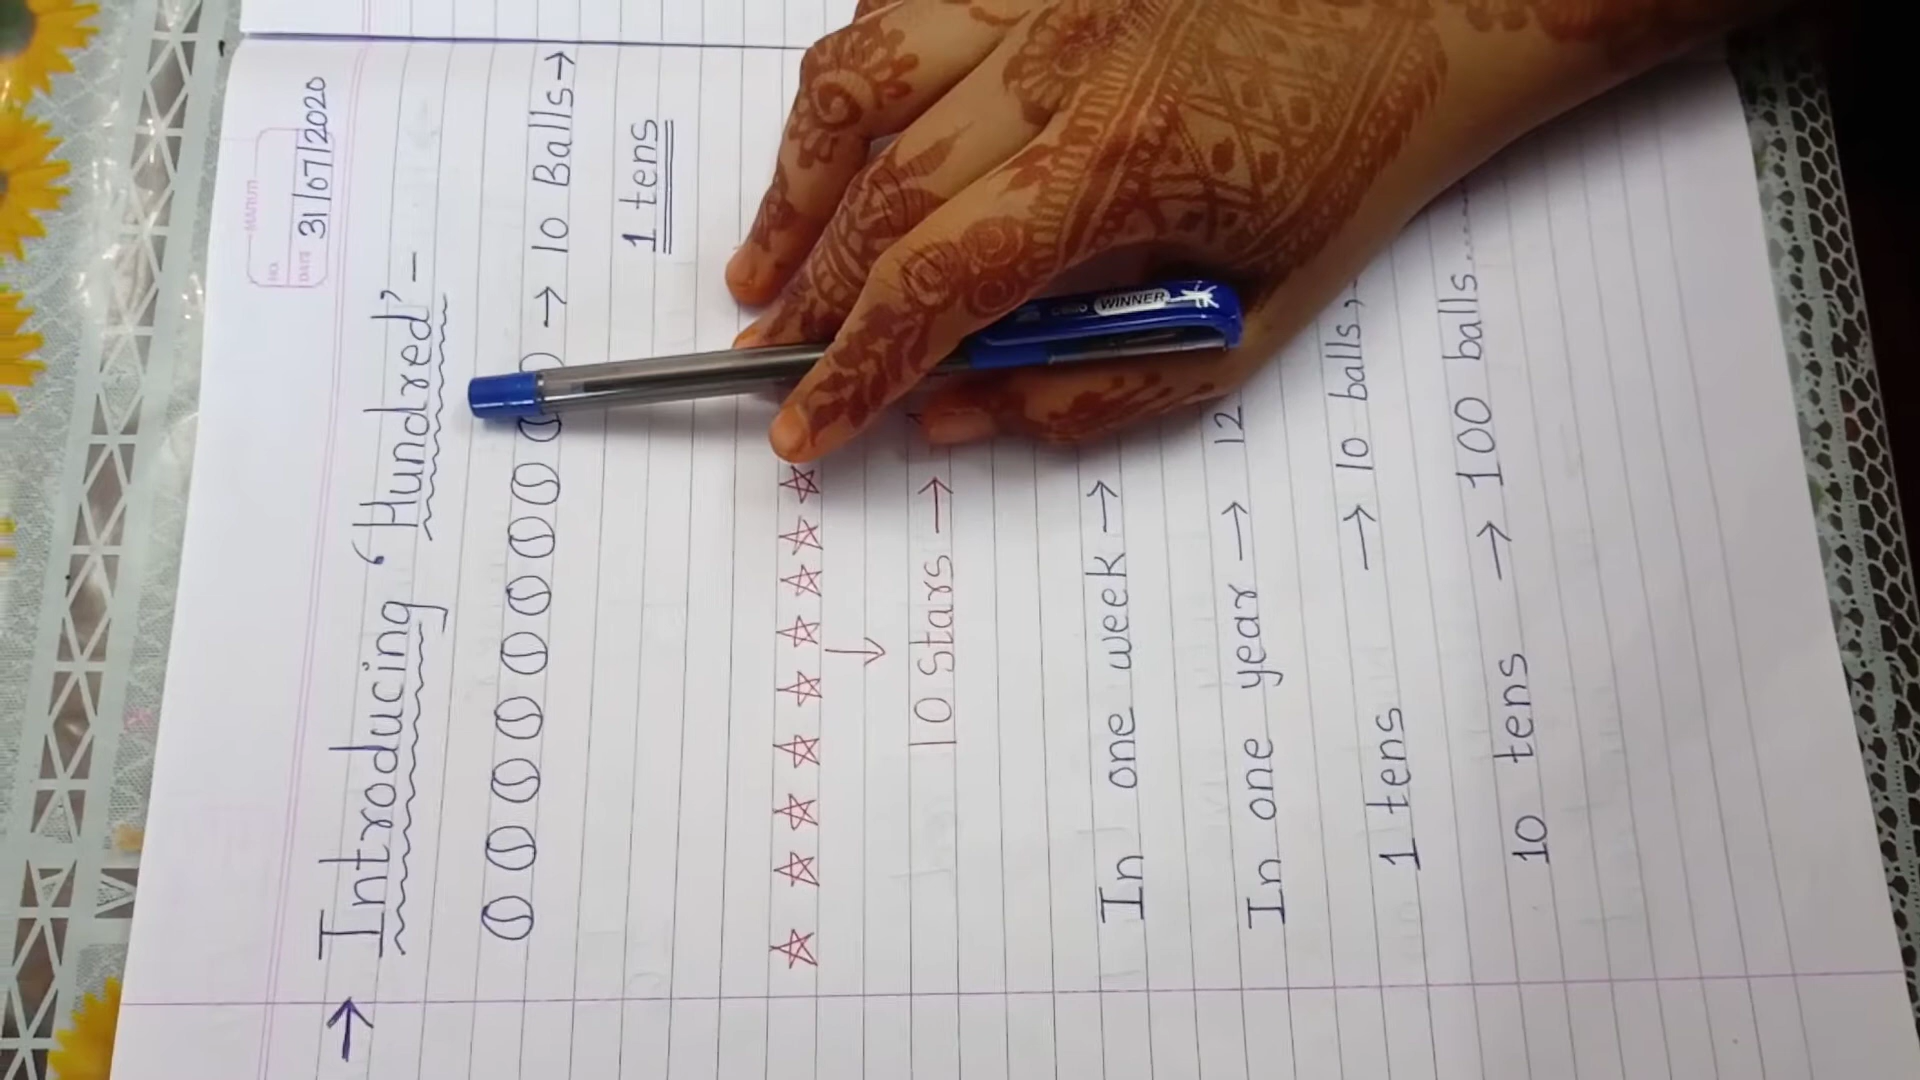 DATE 31/07/2020
→ Introducing ‘Hundred’ –
→ 10 Balls →
1 tens
10 Stars →
In one week →
In one year → 12
1 tens → 10 balls,
10 tens → 100 balls.....
WINNER